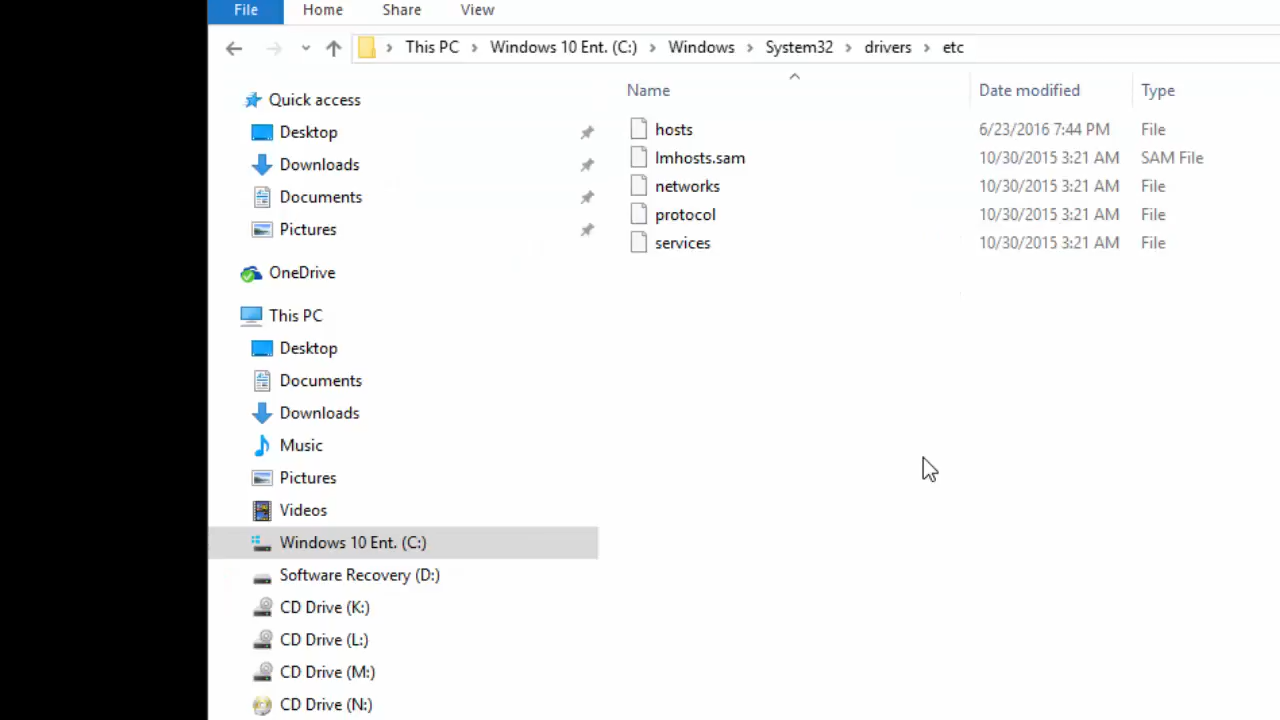 File Home Share View
This PC Windows 10 Ent. (C:) Windows System32 drivers etc
Name Date modified Type
Quick access
Desktop
Downloads
Documents
Pictures
OneDrive
This PC
Desktop
Documents
Downloads
Music
Pictures
Videos
Windows 10 Ent. (C:)
Software Recovery (D:)
CD Drive (K:)
CD Drive (L:)
CD Drive (M:)
CD Drive (N:)
hosts 6/23/2016 7:44 PM File
lmhosts.sam 10/30/2015 3:21 AM SAM File
networks 10/30/2015 3:21 AM File
protocol 10/30/2015 3:21 AM File
services 10/30/2015 3:21 AM File